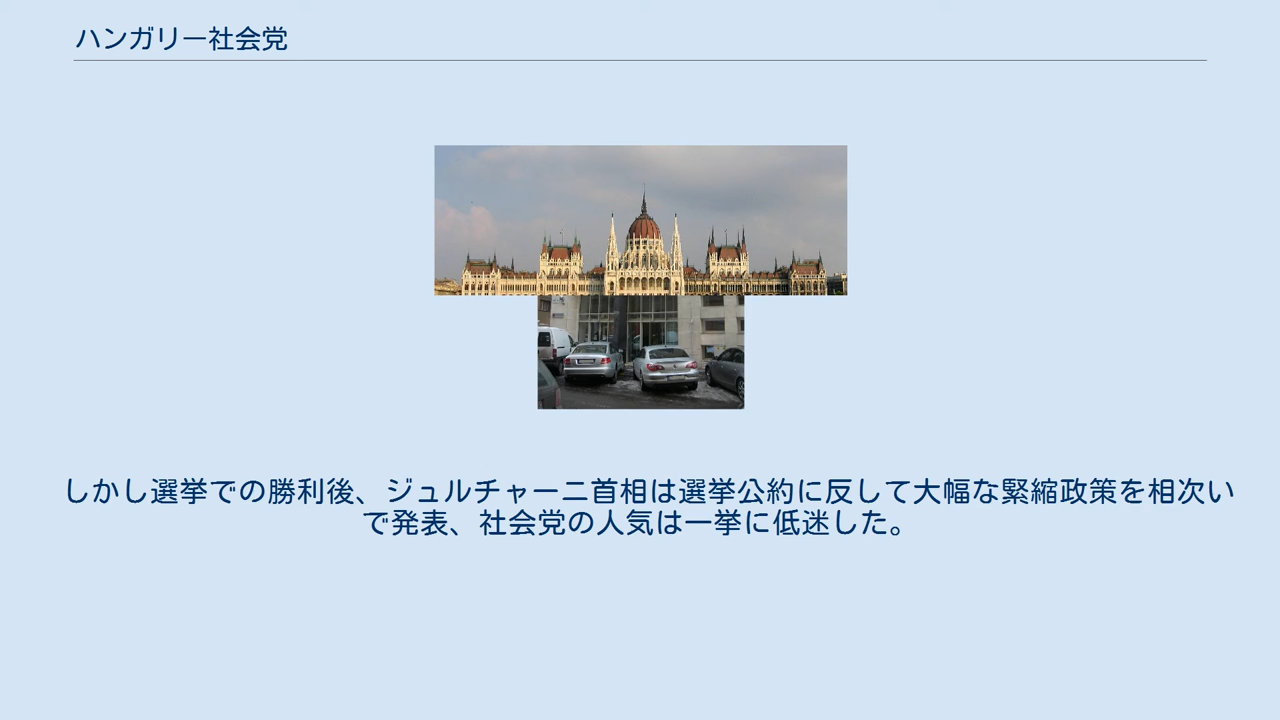 ハンガリー社会党
しかし選挙での勝利後、ジュルチャーニ首相は選挙公約に反して大幅な緊縮政策を相次い
で発表、社会党の人気は一挙に低迷した。